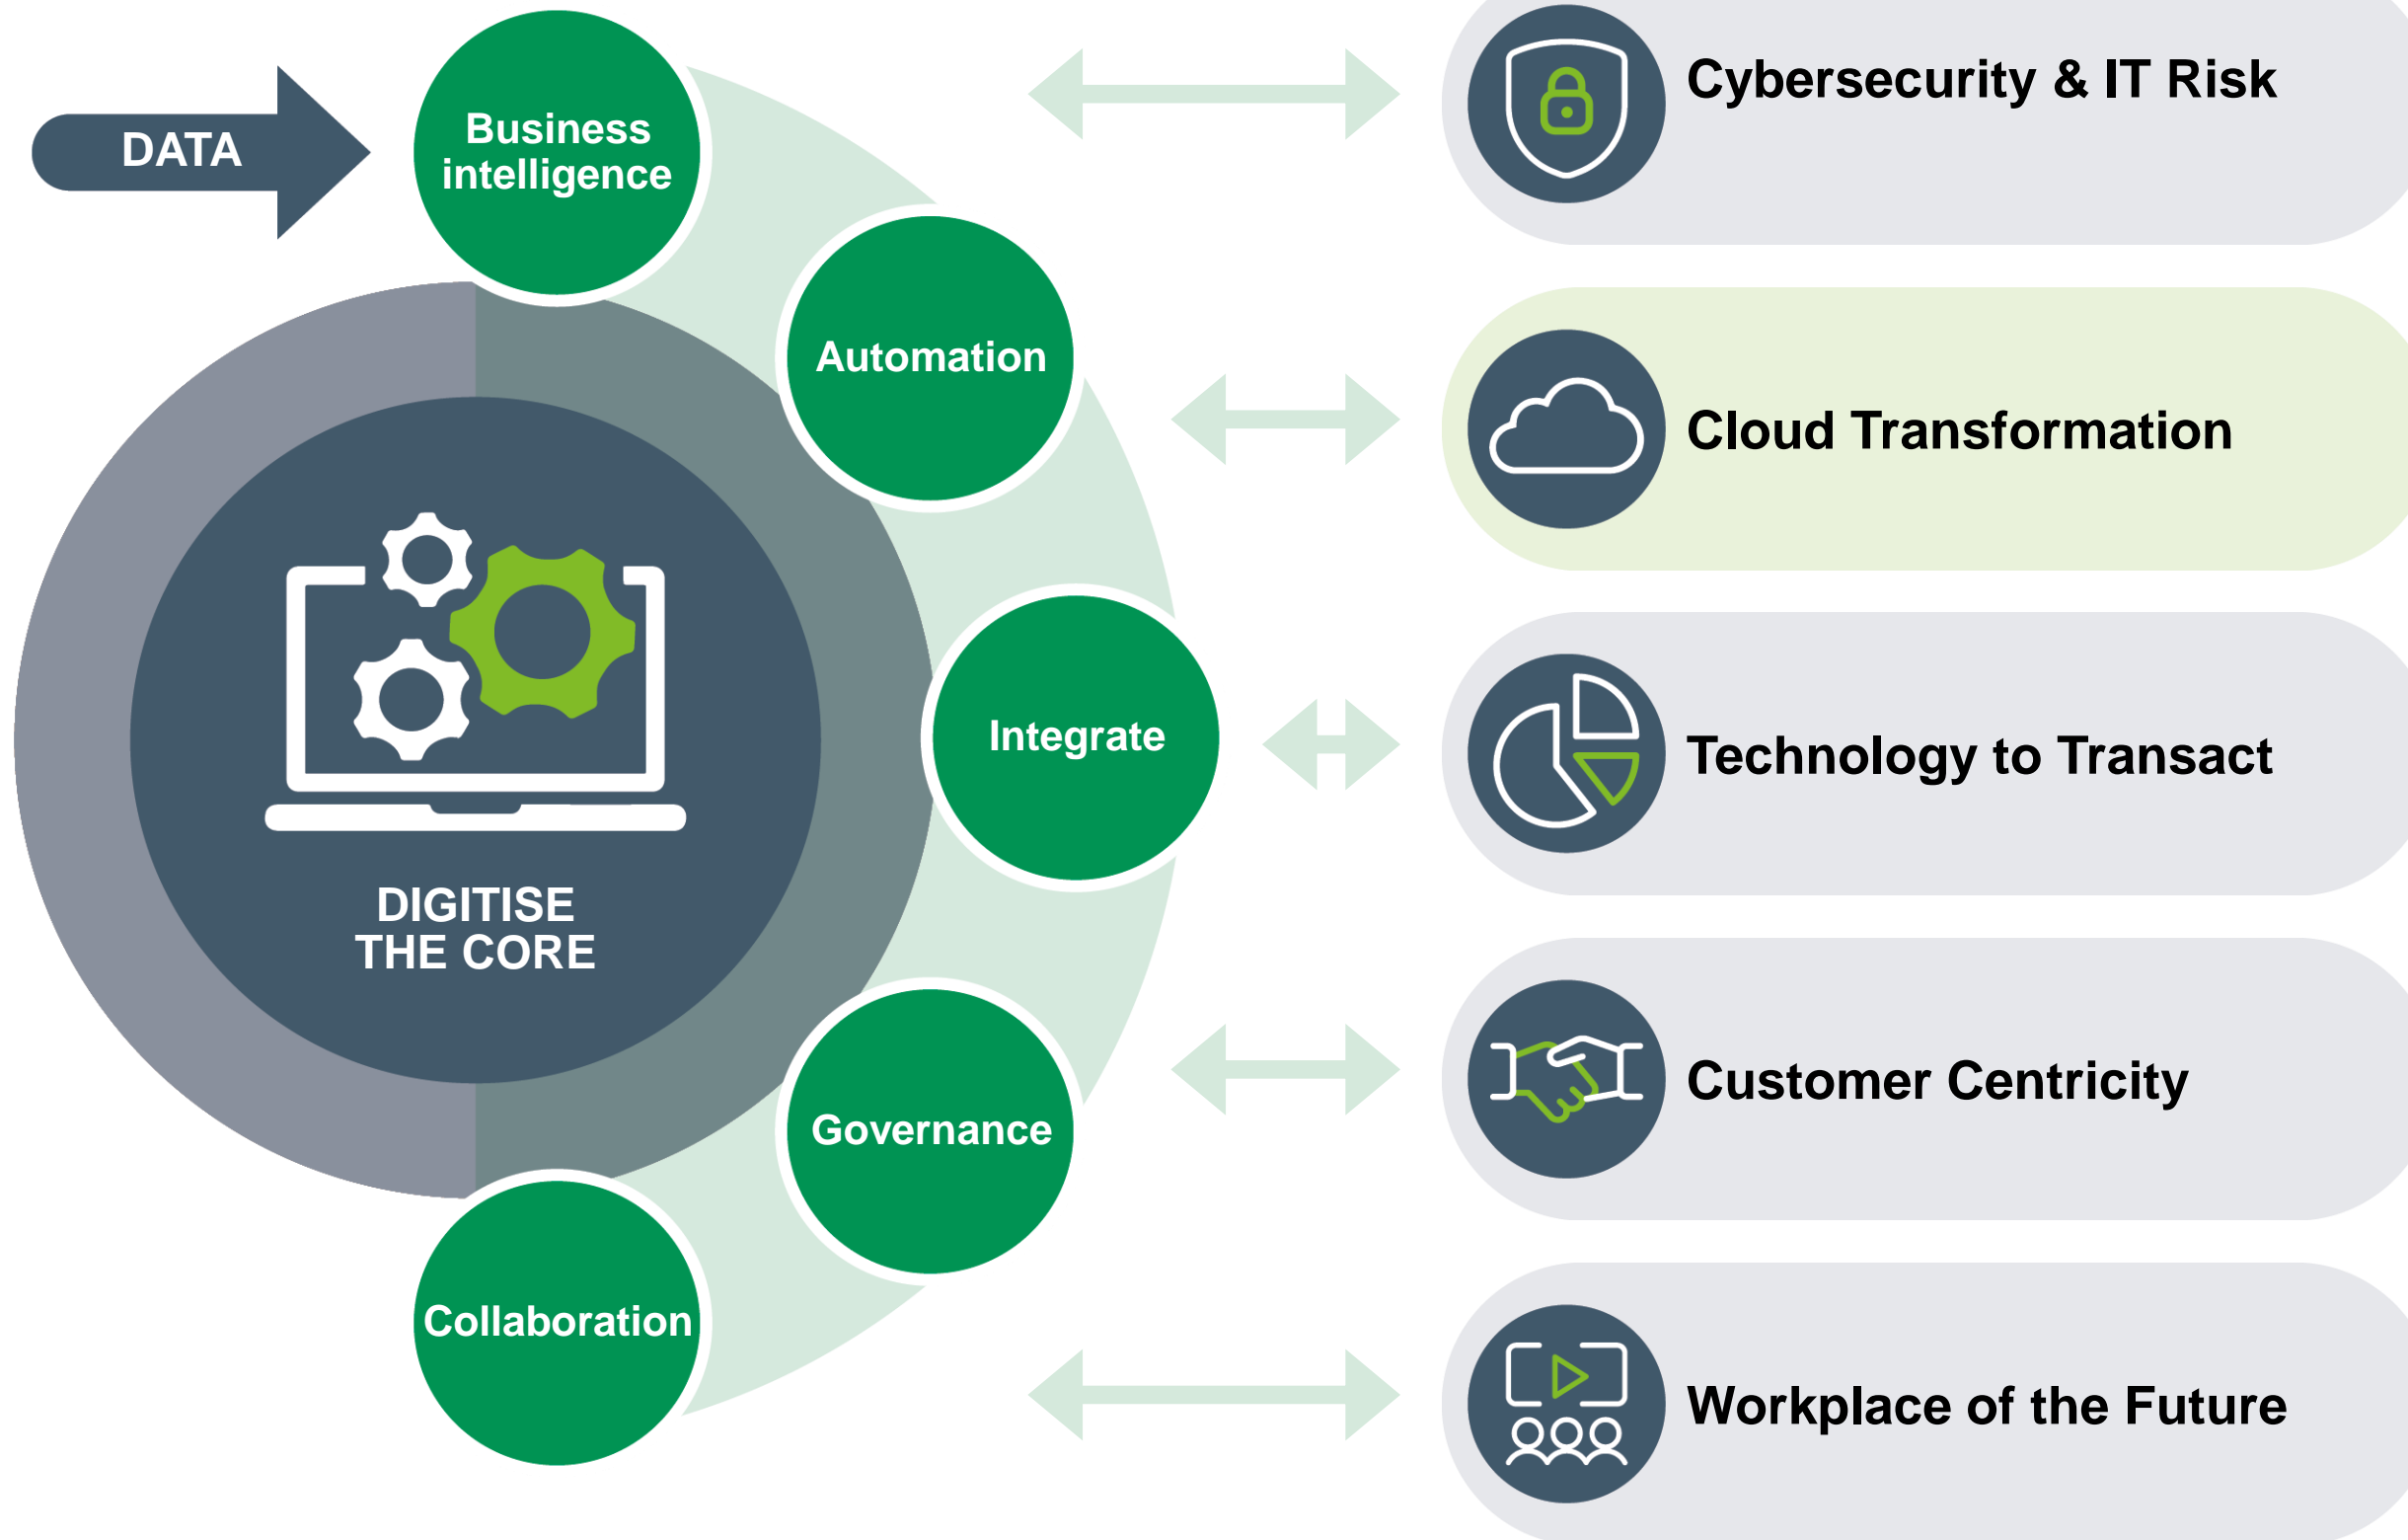 DATA
Business
intelligence
Automation
Integrate
Governance
Collaboration
DIGITISE
THE CORE
Cybersecurity & IT Risk
Cloud Transformation
Technology to Transact
Customer Centricity
Workplace of the Future